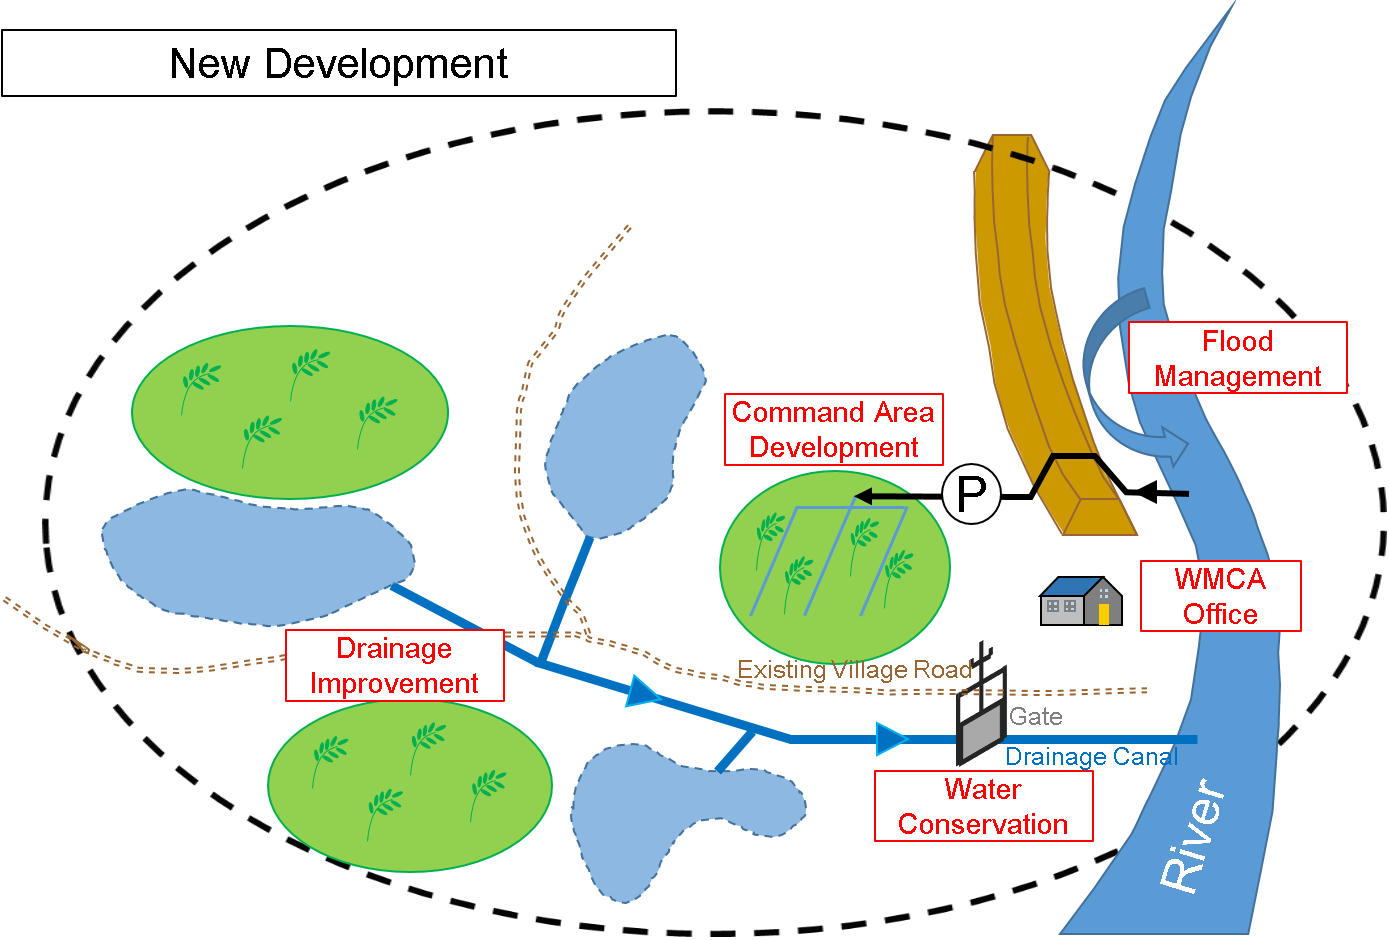 New Development
Flood
Management
Command Area
Development
P
WMCA
Office
Drainage
Improvement
Existing Village Road
Gate
Drainage Canal
Water
Conservation
River